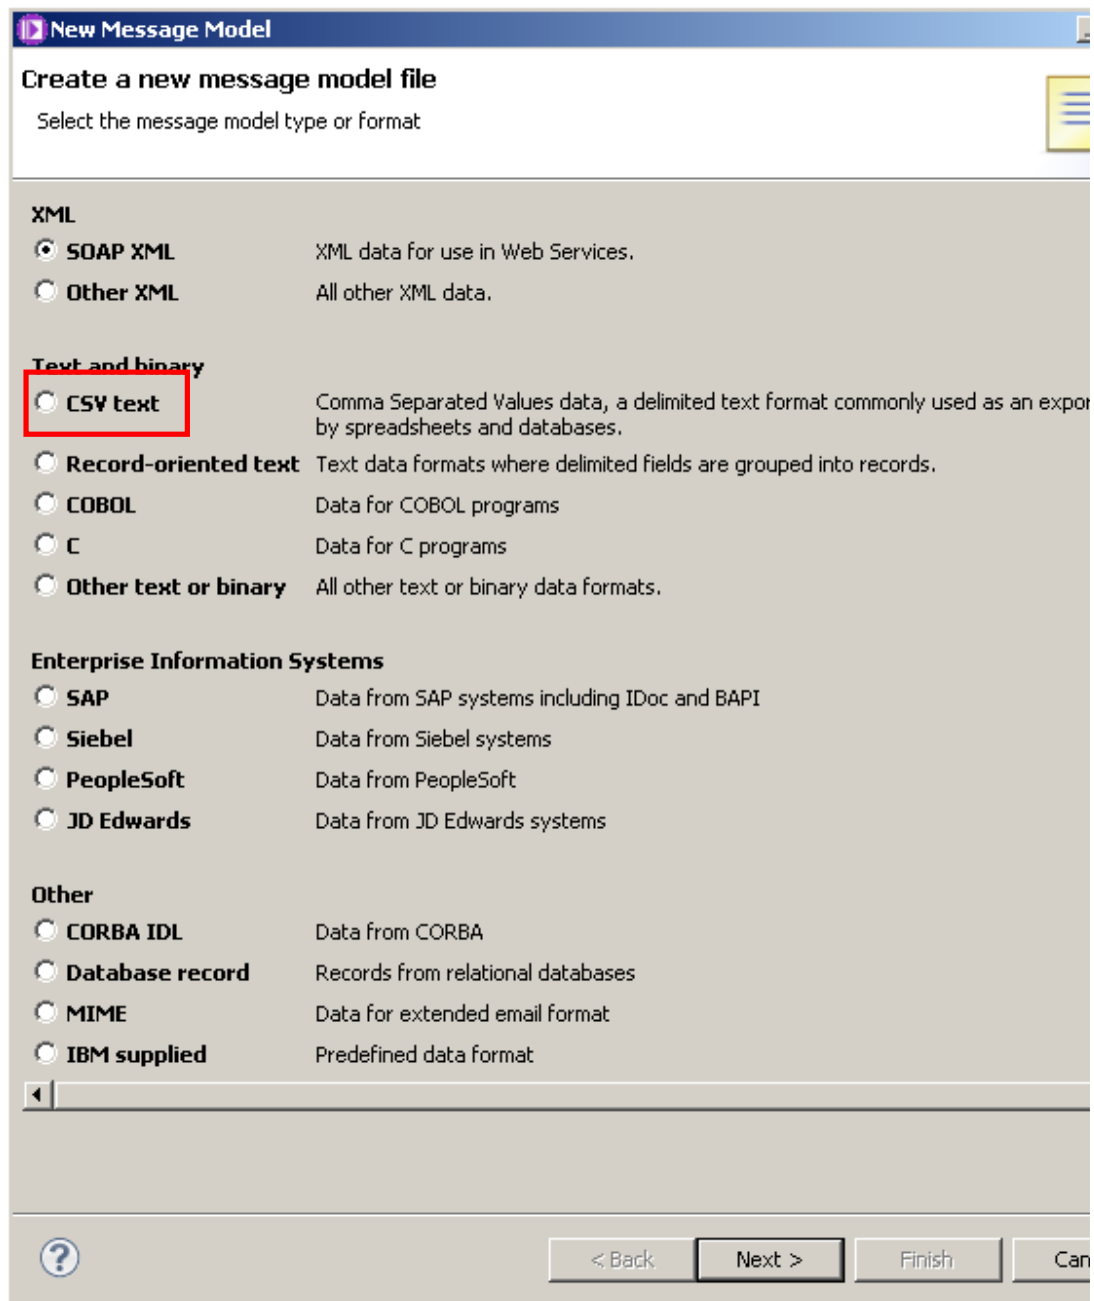 New Message Model
Create a new message model file
Select the message model type or format
XML
SOAP XML XML data for use in Web Services.
Other XML All other XML data.
Text and binary
CSV text Comma Separated Values data, a delimited text format commonly used as an expor
by spreadsheets and databases.
Record-oriented text Text data formats where delimited fields are grouped into records.
COBOL Data for COBOL programs
C Data for C programs
Other text or binary All other text or binary data formats.
Enterprise Information Systems
SAP Data from SAP systems including IDoc and BAPI
Siebel Data from Siebel systems
PeopleSoft Data from PeopleSoft
JD Edwards Data from JD Edwards systems
Other
CORBA IDL Data from CORBA
Database record Records from relational databases
MIME Data for extended email format
IBM supplied Predefined data format
? < Back Next > Finish Can